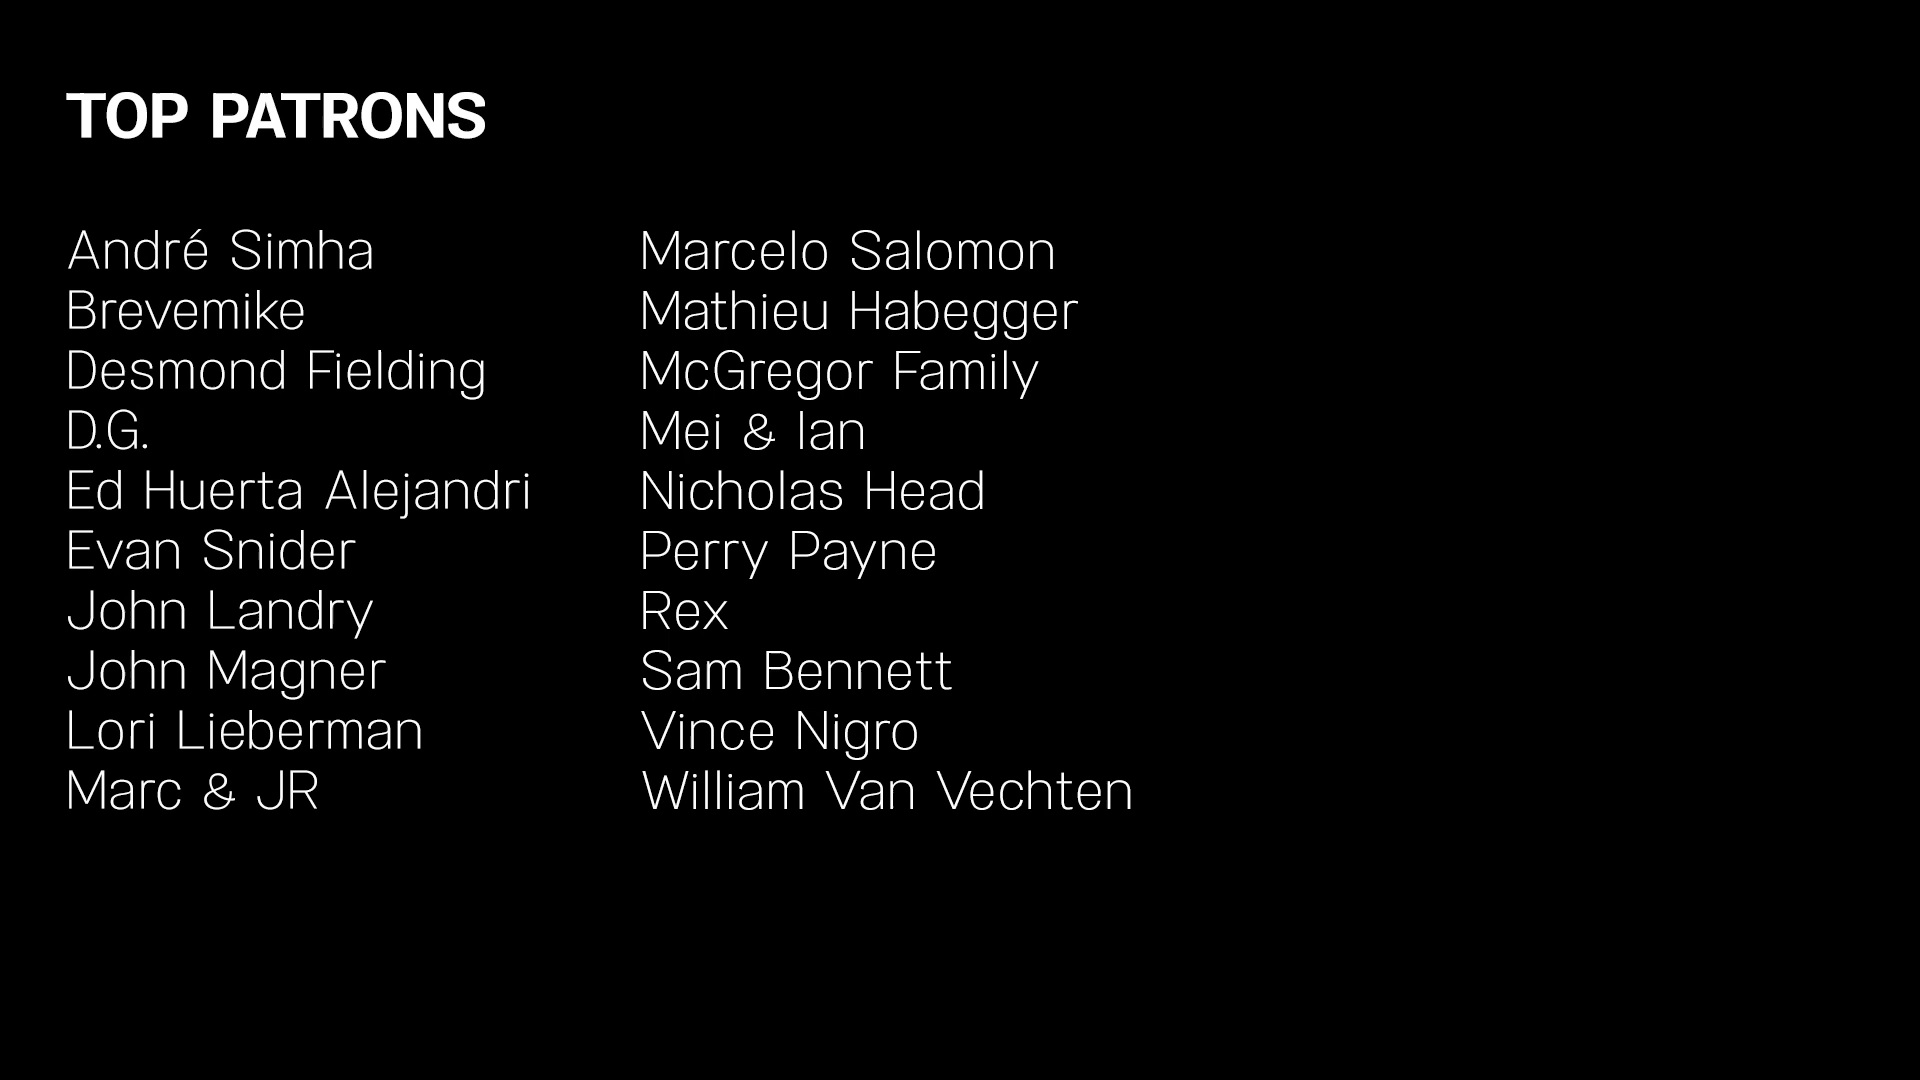 TOP PATRONS
André Simha
Brevemike
Desmond Fielding
D.G.
Ed Huerta Alejandri
Evan Snider
John Landry
John Magner
Lori Lieberman
Marc & JR
Marcelo Salomon
Mathieu Habegger
McGregor Family
Mei & Ian
Nicholas Head
Perry Payne
Rex
Sam Bennett
Vince Nigro
William Van Vechten